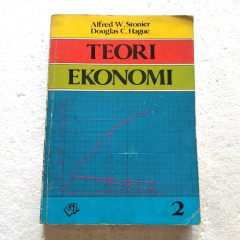 Alfred W. Stonier
Douglas C. Hague
TEORI
EKONOMI
2